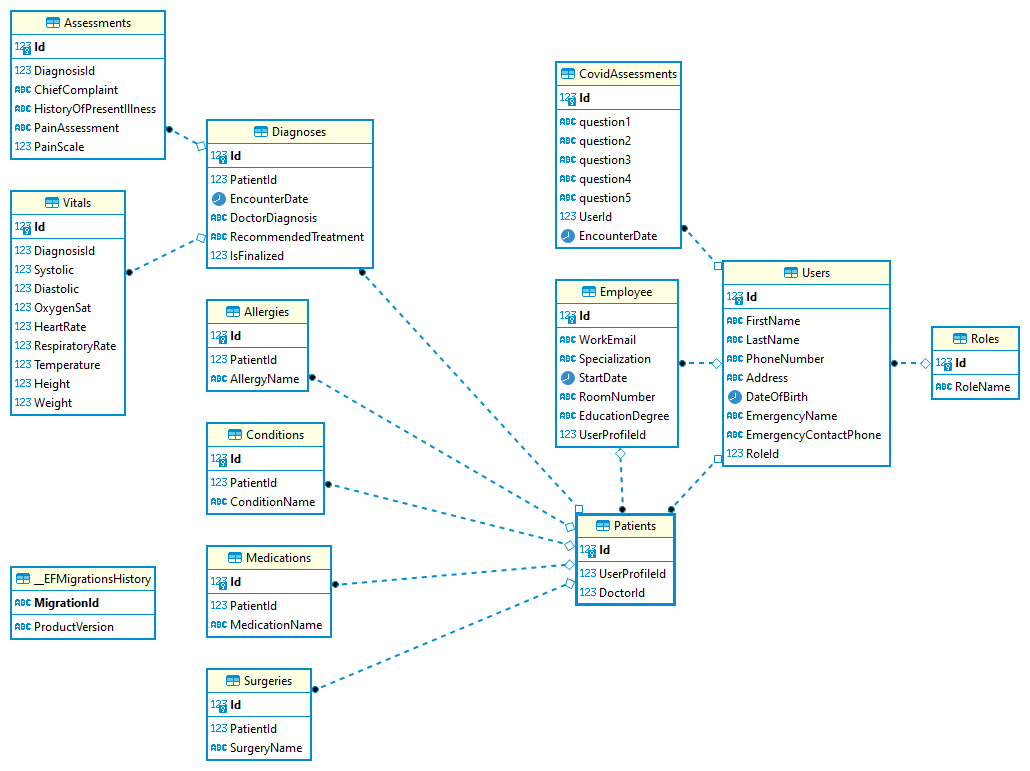 Assessments
123 Id
123 DiagnosisId
ABC ChiefComplaint
ABC HistoryOfPresentIllness
ABC PainAssessment
123 PainScale
Vitals
123 Id
123 DiagnosisId
123 Systolic
123 Diastolic
123 OxygenSat
123 HeartRate
123 RespiratoryRate
123 Temperature
123 Height
123 Weight
__EFMigrationsHistory
ABC MigrationId
ABC ProductVersion
Diagnoses
123 Id
123 PatientId
EncounterDate
ABC DoctorDiagnosis
ABC RecommendedTreatment
123 IsFinalized
Allergies
123 Id
123 PatientId
ABC AllergyName
Conditions
123 Id
123 PatientId
ABC ConditionName
Medications
123 Id
123 PatientId
ABC MedicationName
Surgeries
123 Id
123 PatientId
ABC SurgeryName
CovidAssessments
123 Id
ABC question1
ABC question2
ABC question3
ABC question4
ABC question5
123 UserId
EncounterDate
Employee
123 Id
ABC WorkEmail
ABC Specialization
StartDate
ABC RoomNumber
ABC EducationDegree
123 UserProfileId
Patients
123 Id
123 UserProfileId
123 DoctorId
Users
123 Id
ABC FirstName
ABC LastName
ABC PhoneNumber
ABC Address
DateOfBirth
ABC EmergencyName
ABC EmergencyContactPhone
123 RoleId
Roles
123 Id
ABC RoleName